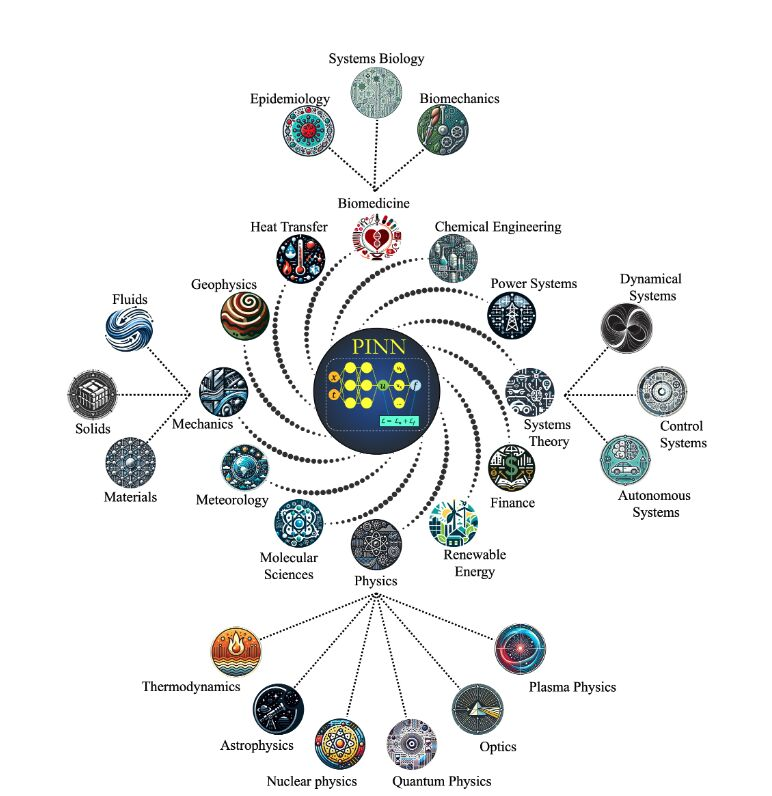 Systems Biology
Epidemiology
Biomechanics
Biomedicine
Heat Transfer
Chemical Engineering
Geophysics
Power Systems
Dynamical
Systems
Fluids
PINN
x
t
u
f
Solids
Mechanics
Systems
Theory
Control
Systems
Materials
Meteorology
Finance
Autonomous
Systems
Molecular
Sciences
Physics
Renewable
Energy
Thermodynamics
Plasma Physics
Astrophysics
Optics
Nuclear physics
Quantum Physics